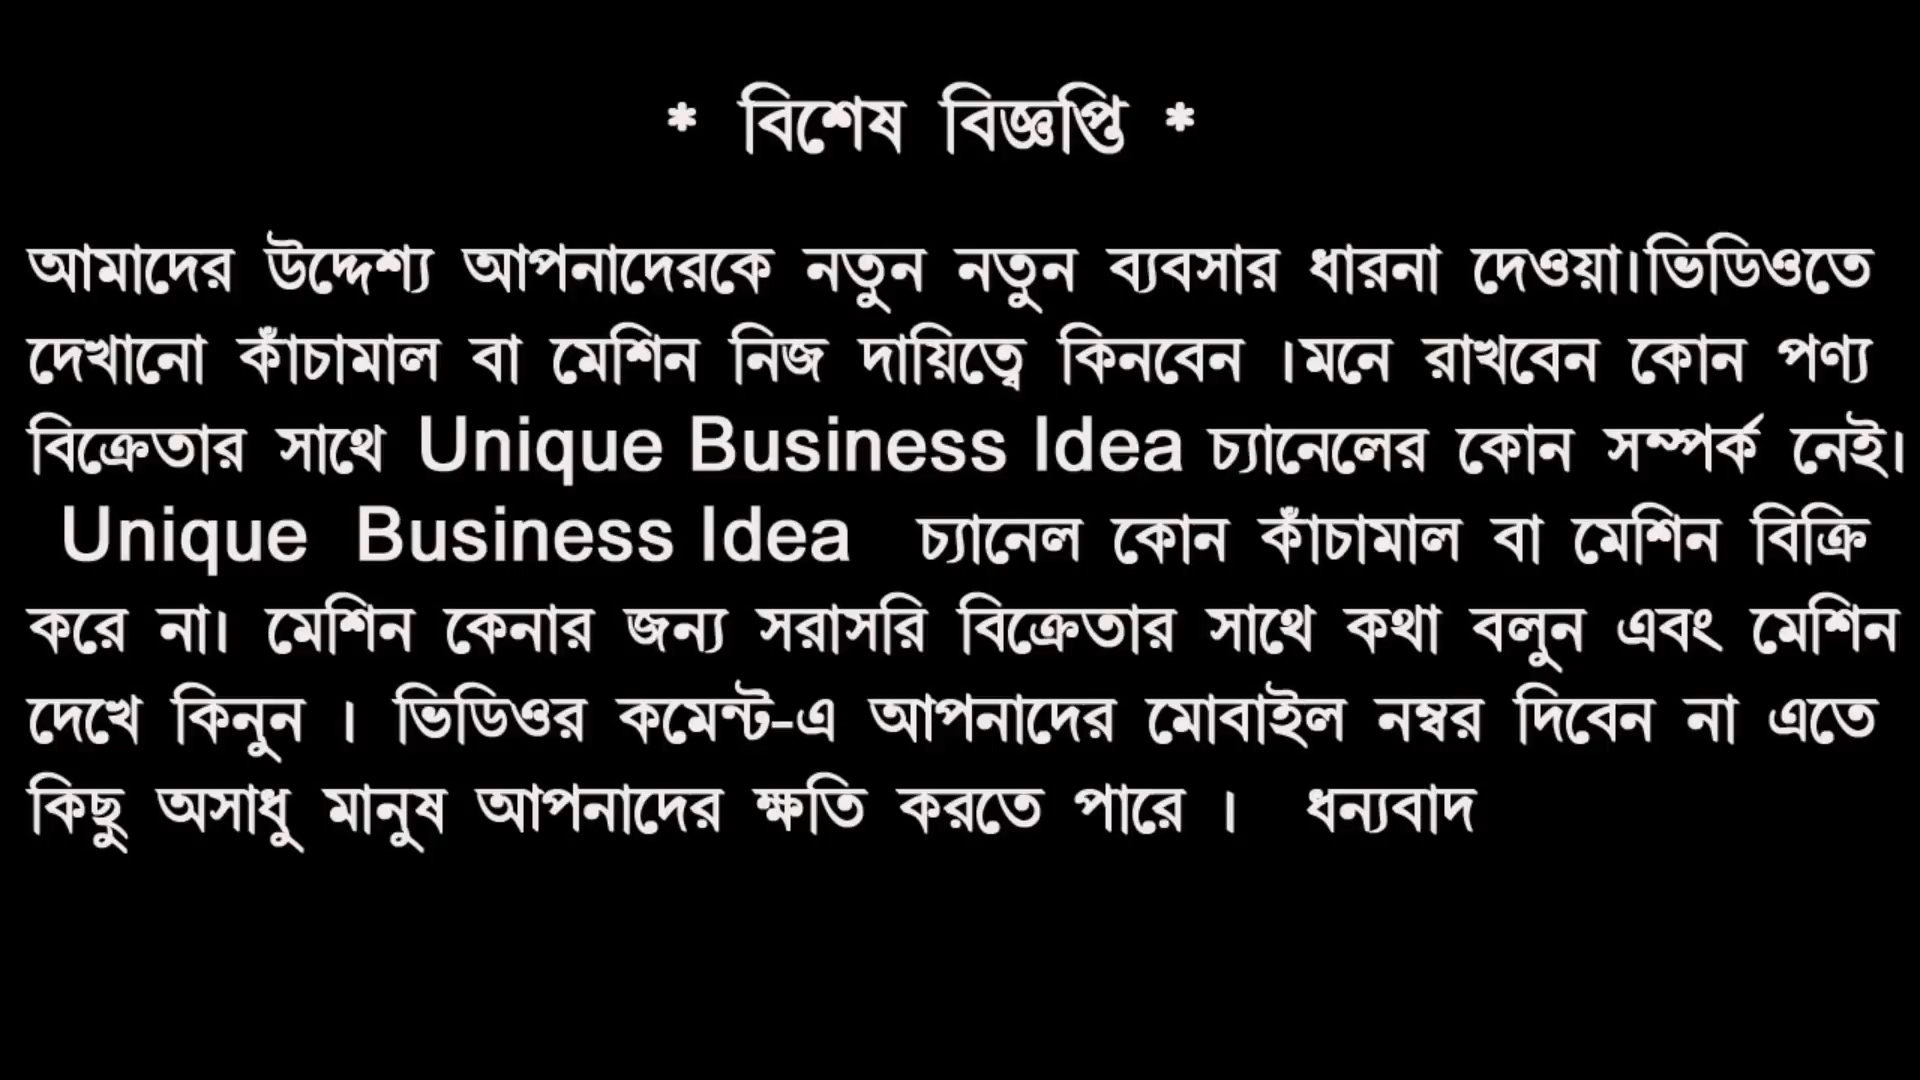 * বিশেষ বিজ্ঞপ্তি *
আমাদের উদ্দেশ্য আপনাদেরকে নতুন নতুন ব্যবসার ধারনা দেওয়া।ভিডিওতে
দেখানো কাঁচামাল বা মেশিন নিজ দায়িত্বে কিনবেন ।মনে রাখবেন কোন পণ্য
বিক্রেতার সাথে Unique Business Idea চ্যানেলের কোন সম্পর্ক নেই।
Unique Business Idea চ্যানেল কোন কাঁচামাল বা মেশিন বিক্রি
করে না। মেশিন কেনার জন্য সরাসরি বিক্রেতার সাথে কথা বলুন এবং মেশিন
দেখে কিনুন । ভিডিওর কমেন্ট-এ আপনাদের মোবাইল নম্বর দিবেন না এতে
কিছু অসাধু মানুষ আপনাদের ক্ষতি করতে পারে । ধন্যবাদ